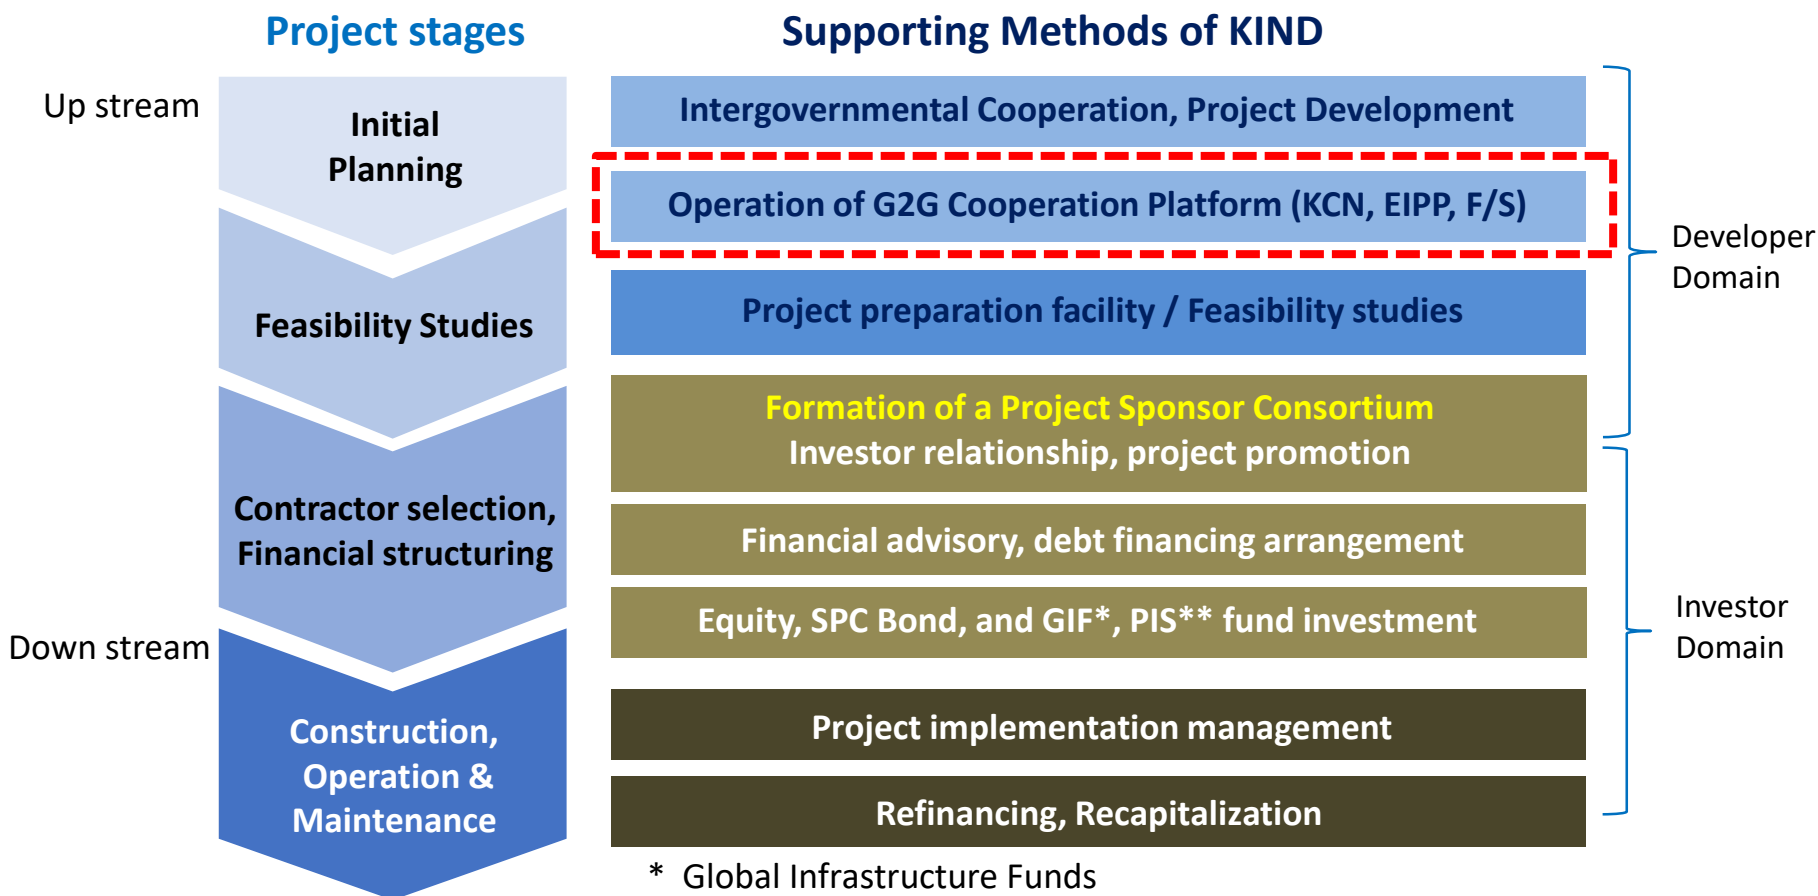 Project stages
Supporting Methods of KIND
Up stream
Initial
Planning
Feasibility Studies
Contractor selection,
Financial structuring
Down stream
Construction,
Operation &
Maintenance
Intergovernmental Cooperation, Project Development
Operation of G2G Cooperation Platform (KCN, EIPP, F/S)
Project preparation facility / Feasibility studies
Formation of a Project Sponsor Consortium
Investor relationship, project promotion
Financial advisory, debt financing arrangement
Equity, SPC Bond, and GIF*, PIS** fund investment
Project implementation management
Refinancing, Recapitalization
Developer
Domain
Investor
Domain
* Global Infrastructure Funds